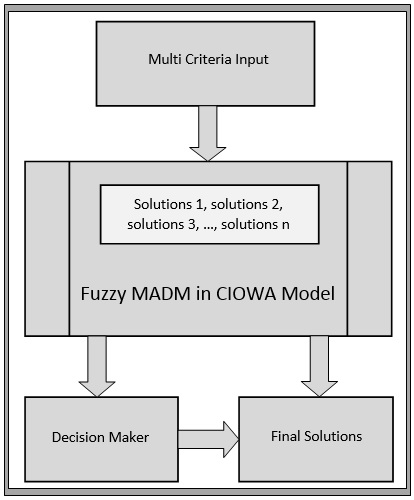 Multi Criteria Input
Solutions 1, solutions 2,
solutions 3, ..., solutions n
Fuzzy MADM in CIOWA Model
Decision Maker
Final Solutions